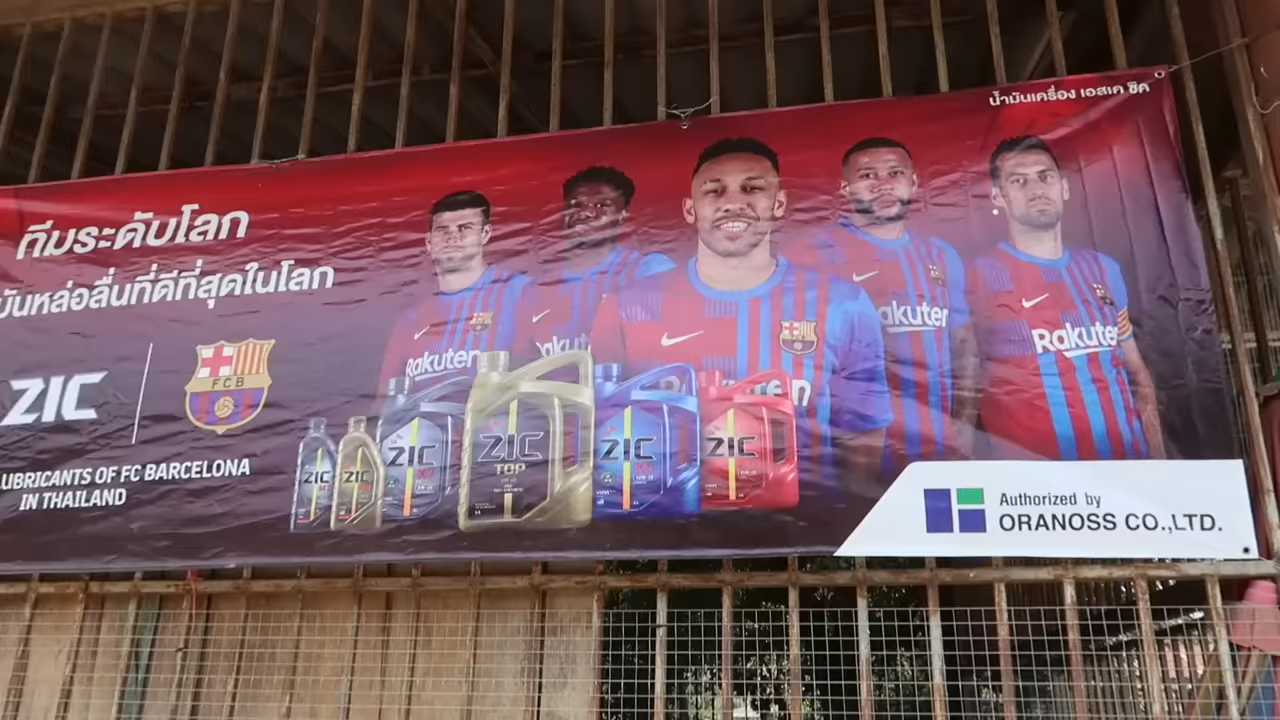 น้ำมันเครื่อง เอสเค ซิค
ทีมระดับโลก
มันหล่อลื่นที่ดีที่สุดในโลก
ZIC
FCB
UBRICANTS OF FC BARCELONA
IN THAILAND
Rakuten
Rakuten
Rakuten
ZIC
ZIC
ZIC
ZIC
TOP
ZIC
ZIC
Authorized by
ORANOSS CO.,LTD.